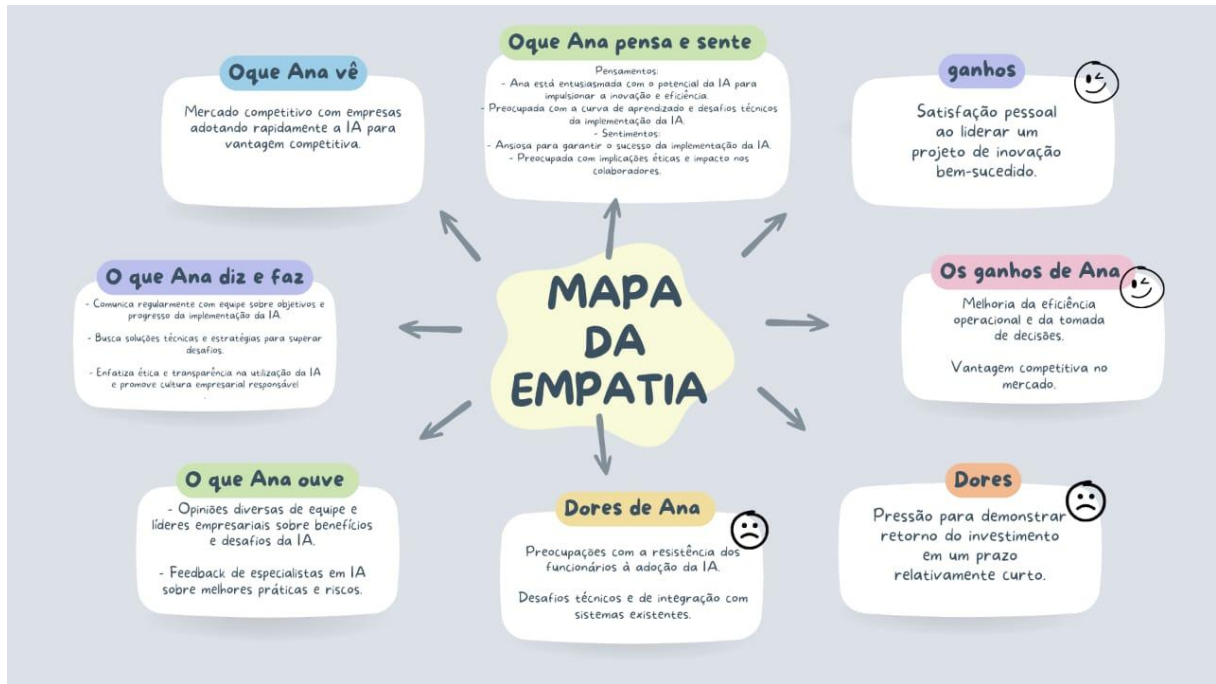 Oque Ana vê
Mercado competitivo com empresas
adotando rapidamente a IA para
vantagem competitiva.
Oque Ana pensa e sente
Pensamentos:
- Ana está entusiasmada com o potencial da IA para
impulsionar a inovação e eficiência.
- Preocupada com a curva de aprendizado e desafios técnicos
da implementação da IA.
- Sentimentos:
- Ansiosa para garantir o sucesso da implementação da IA.
- Preocupada com implicações éticas e impacto nos
colaboradores.
ganhos
Satisfação pessoal
ao liderar um
projeto de inovação
bem-sucedido.
O que Ana diz e faz
- Comunica regularmente com equipe sobre objetivos e
progresso da implementação da IA.
- Busca soluções técnicas e estratégias para superar
desafios.
- Enfatiza ética e transparência na utilização da IA
e promove cultura empresarial responsável
.
MAPA
DA
EMPATIA
Os ganhos de Ana
Melhoria da eficiência
operacional e da tomada
de decisões.
Vantagem competitiva no
mercado.
O que Ana ouve
- Opiniões diversas de equipe e
líderes empresariais sobre benefícios
e desafios da IA.
- Feedback de especialistas em IA
sobre melhores práticas e riscos.
Dores de Ana
Preocupações com a resistência dos
funcionários à adoção da IA.
Desafios técnicos e de integração com
sistemas existentes.
Dores
Pressão para demonstrar
retorno do investimento
em um prazo
relativamente curto.